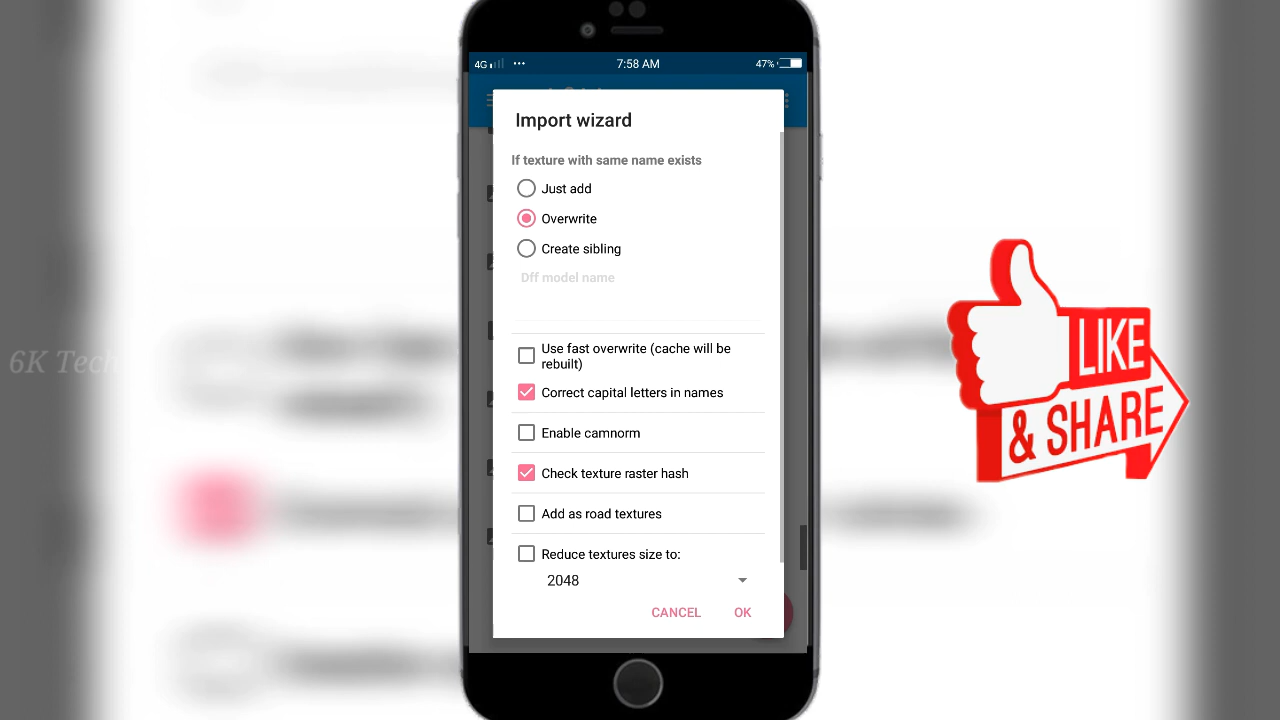 4G
7:58 AM
47%
Import wizard
If texture with same name exists
Just add
Overwrite
Create sibling
Dff model name
Use fast overwrite (cache will be
rebuilt)
Correct capital letters in names
Enable camnorm
Check texture raster hash
Add as road textures
Reduce textures size to:
2048
CANCEL
OK
6K Tech
LIKE
& SHARE